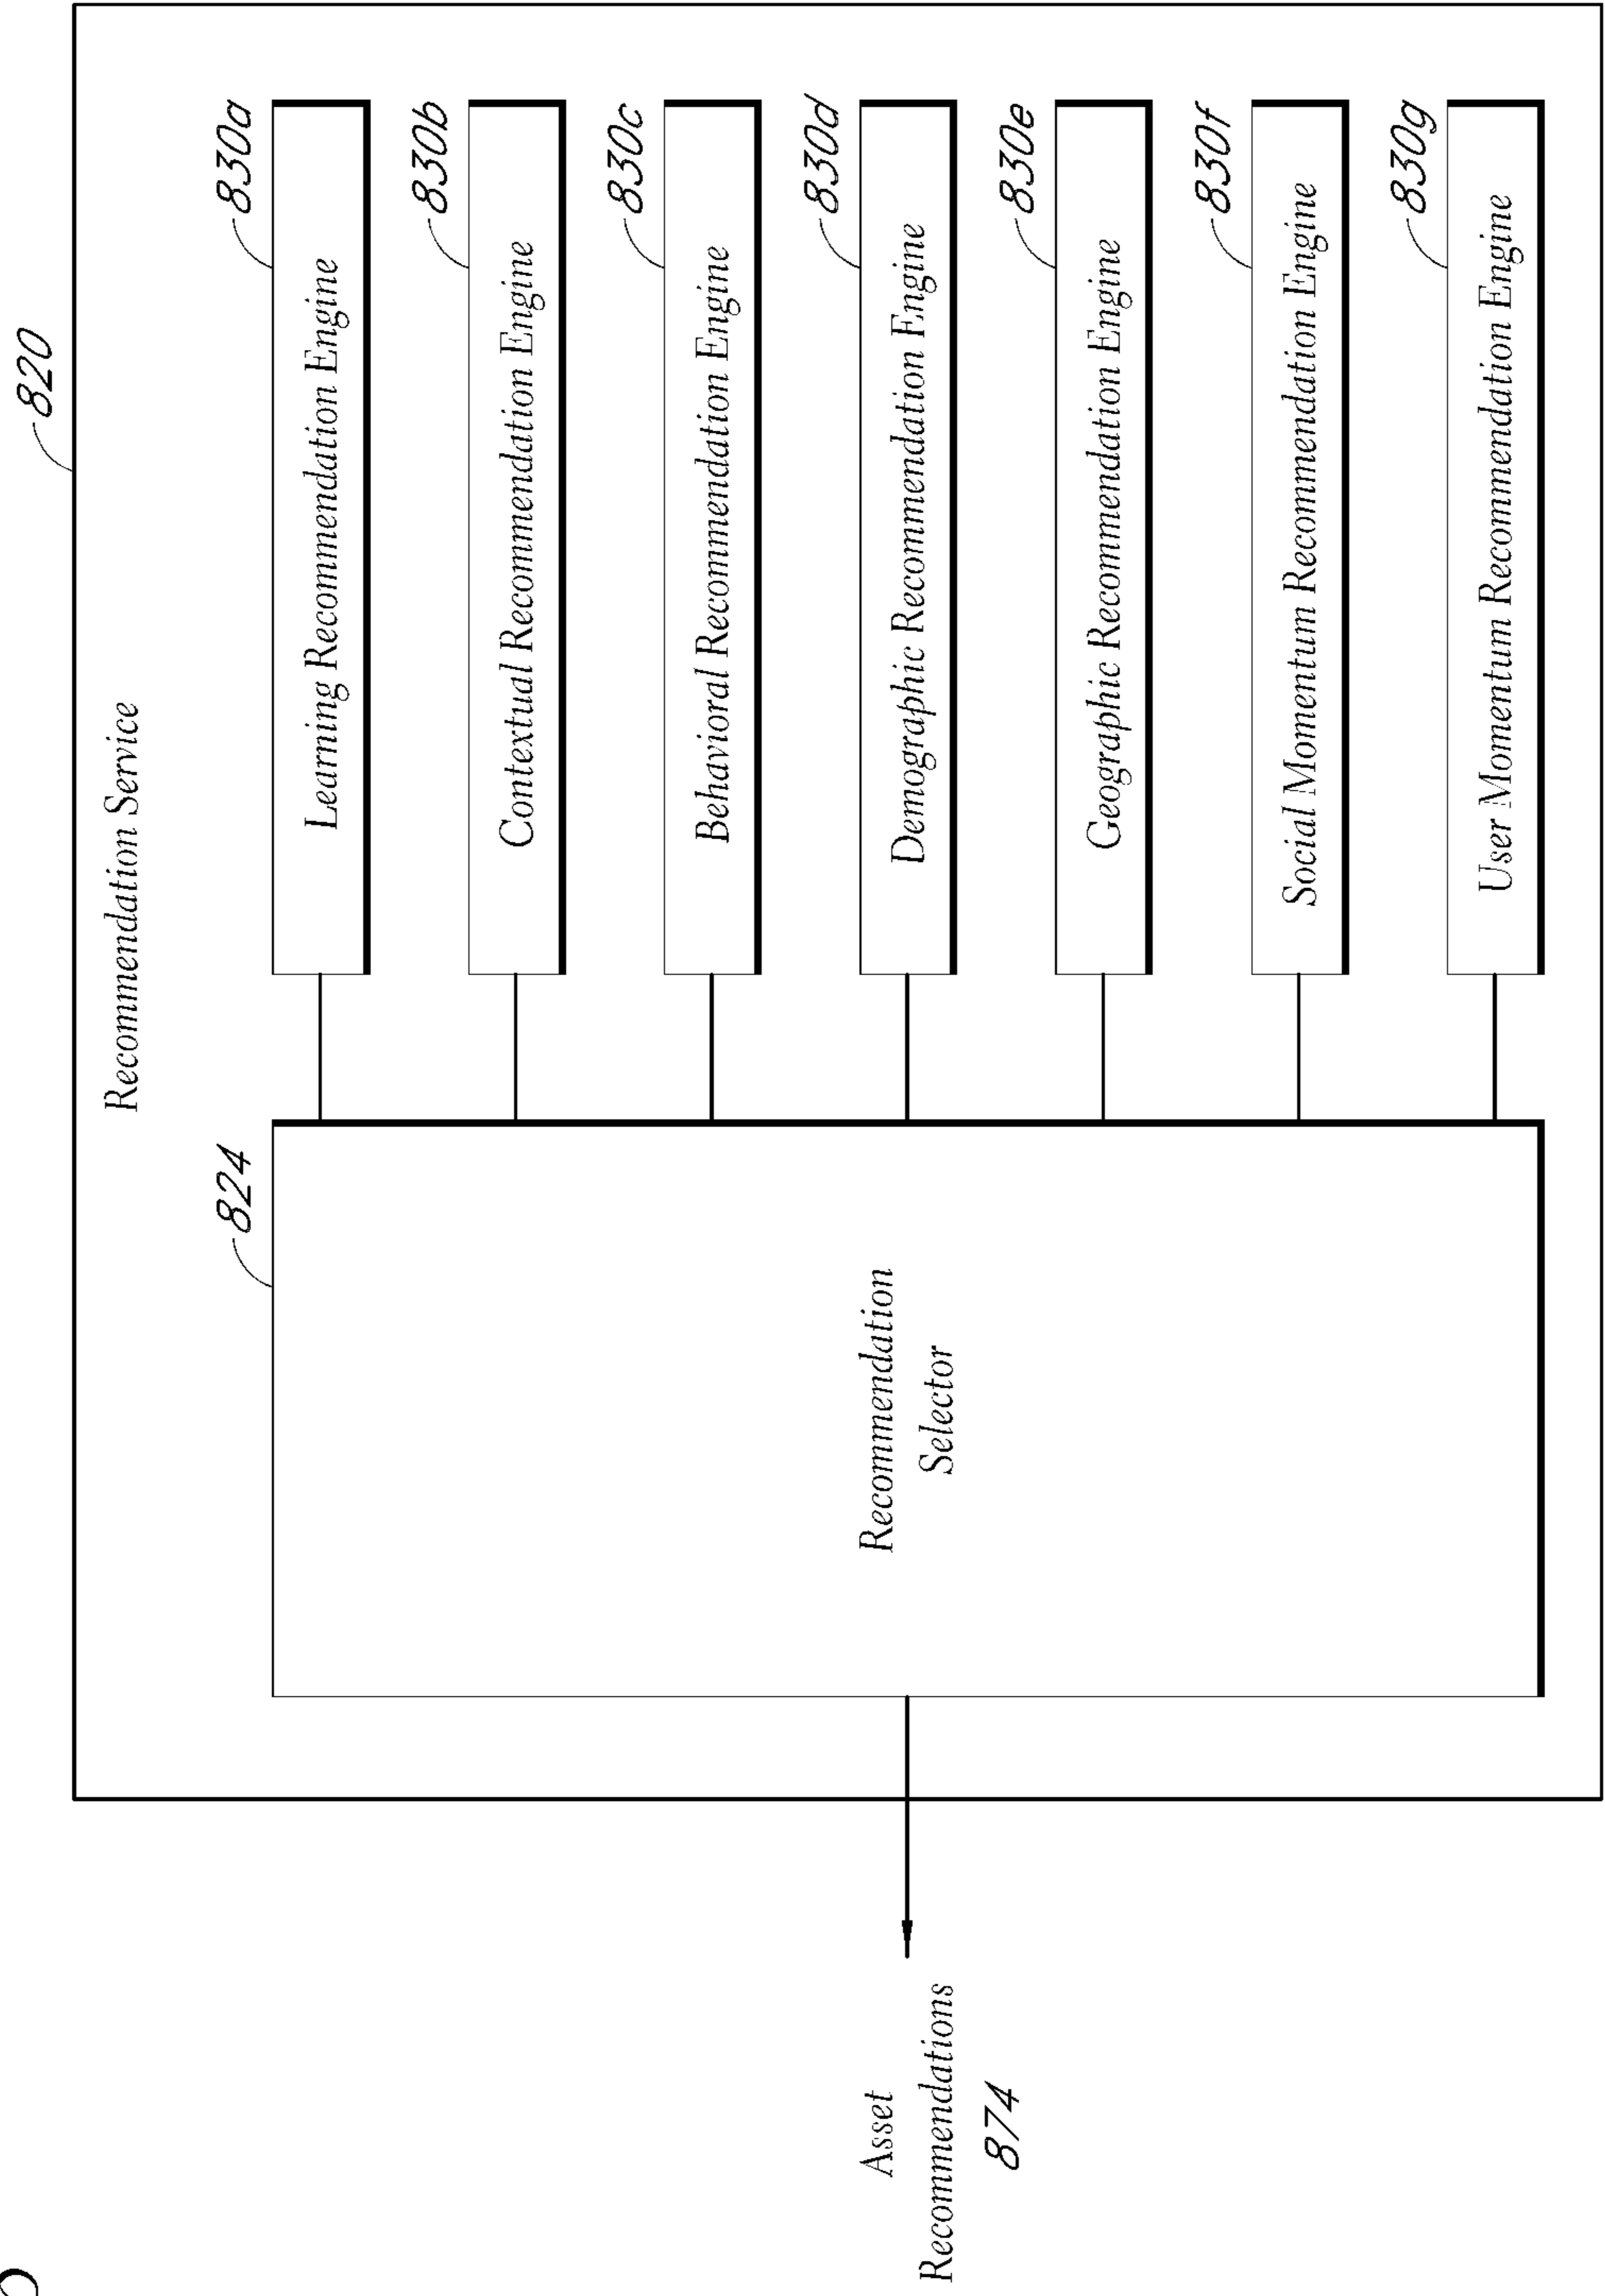 820
Recommendation Service
824
Recommendation
Selector
830a
Learning Recommendation Engine
830b
Contextual Recommendation Engine
830c
Behavioral Recommendation Engine
830d
Demographic Recommendation Engine
830e
Geographic Recommendation Engine
830f
Social Momentum Recommendation Engine
830g
User Momentum Recommendation Engine
Asset
Recommendations
874